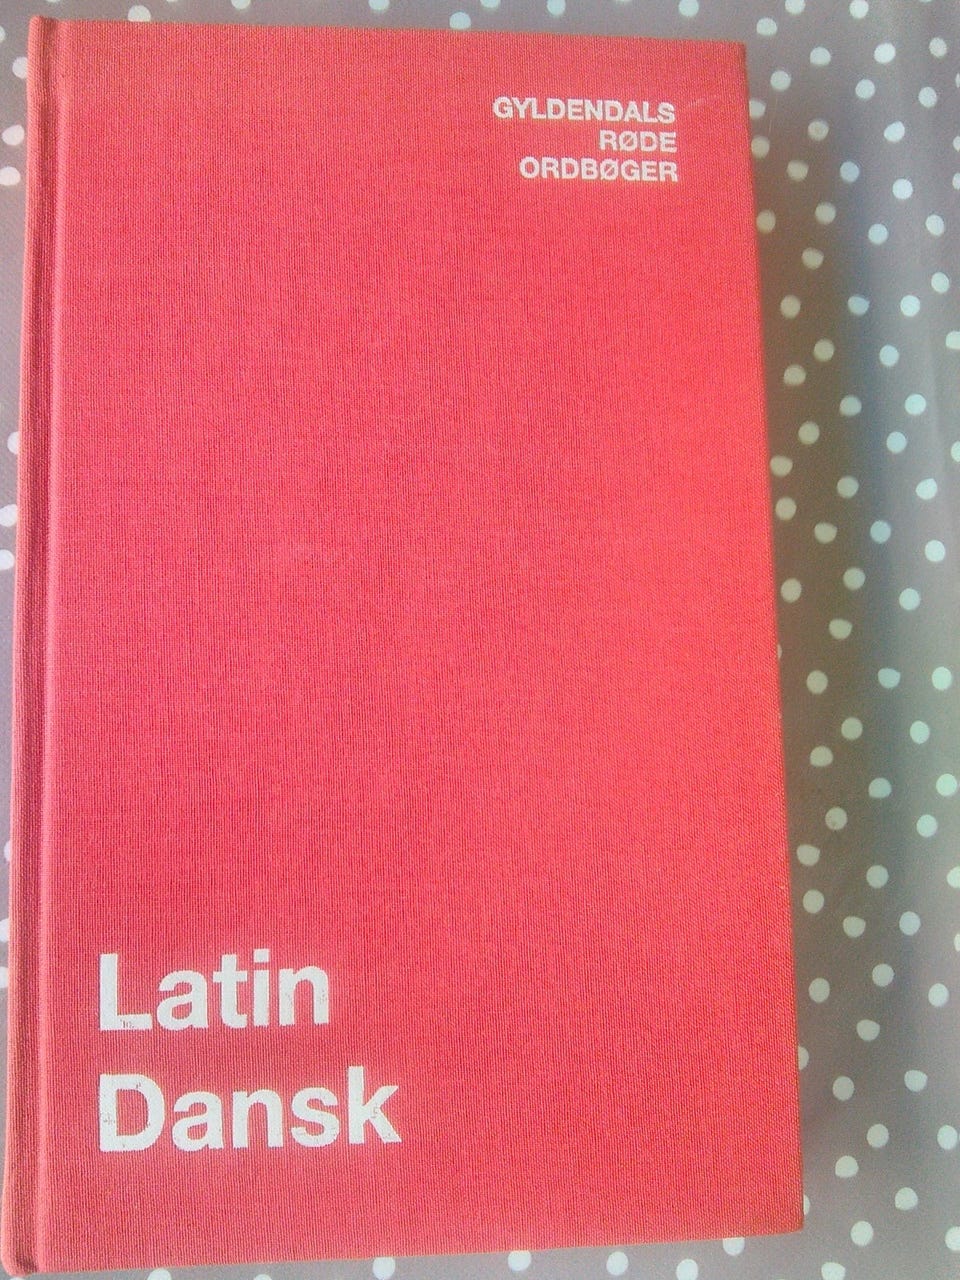 GYLDENDALS
RØDE
ORDBØGER
Latin
Dansk